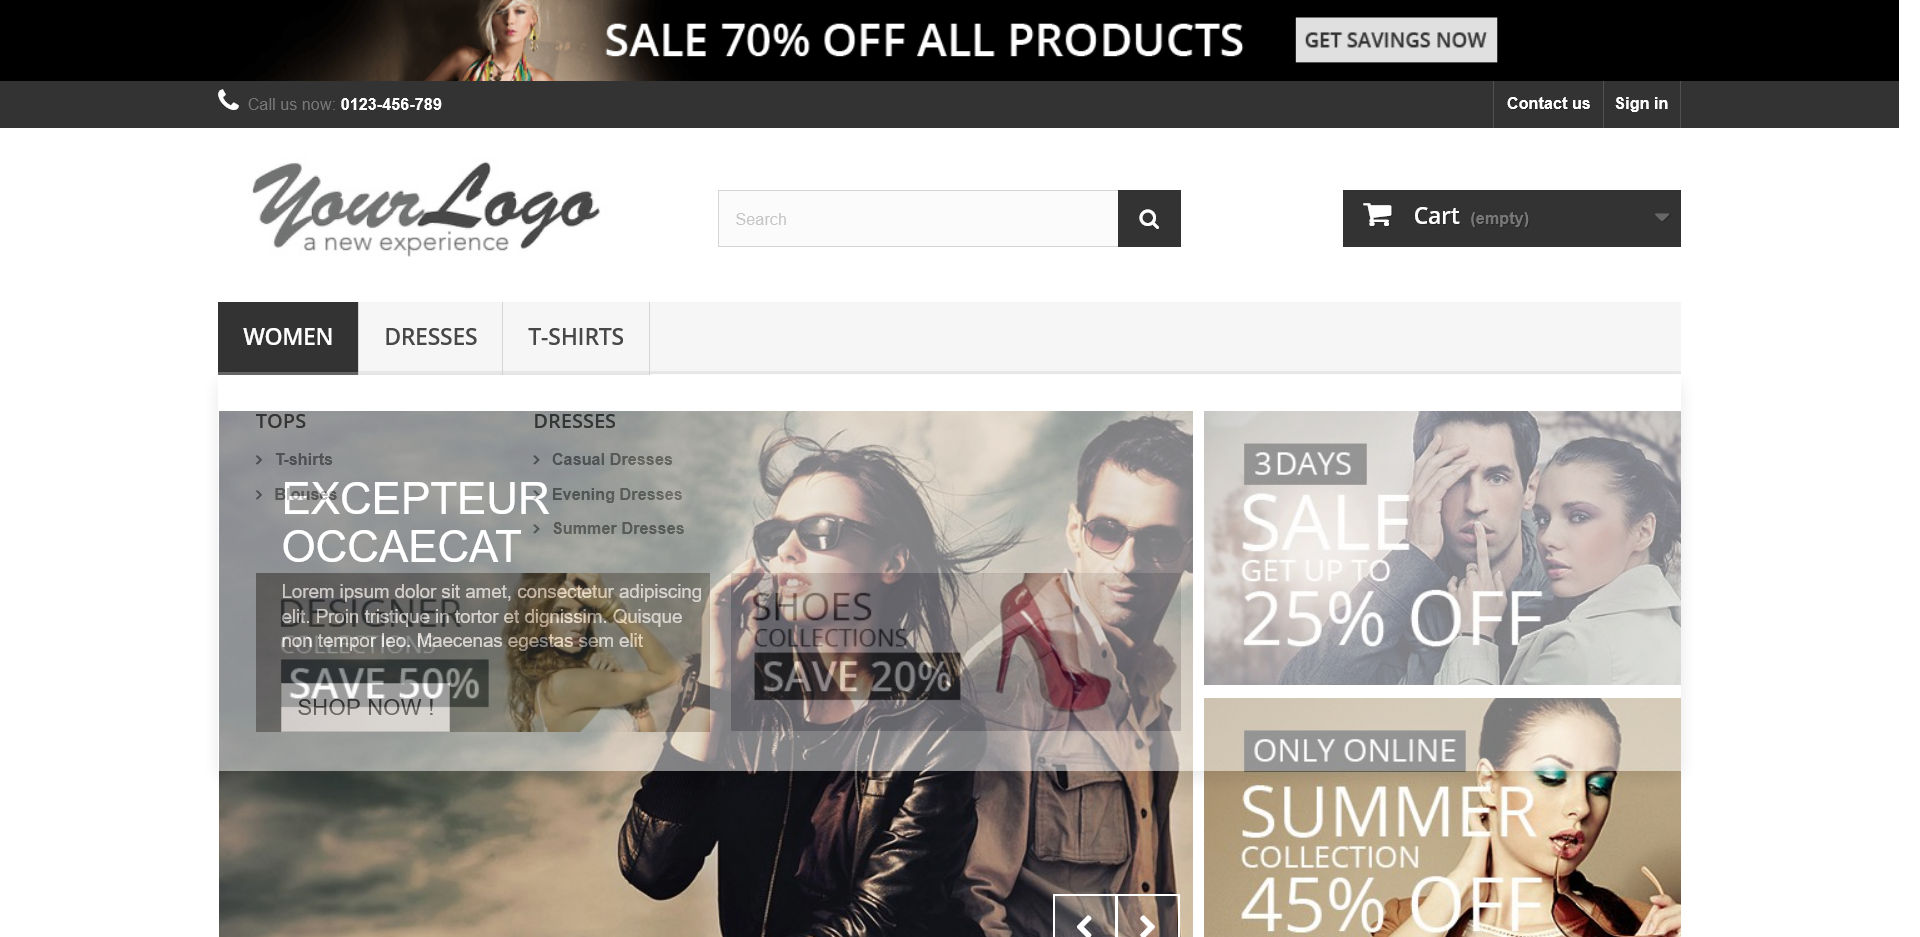 SALE 70% OFF ALL PRODUCTS
GET SAVINGS NOW
Call us now: 0123-456-789
Contact us
Sign in
YourLogo
a new experience
Search
Cart (empty)
WOMEN
DRESSES
T-SHIRTS
TOPS
T-shirts
Blouses
DRESSES
Casual Dresses
Evening Dresses
Summer Dresses
EXCEPTEUR
OCCAECAT
Lorem ipsum dolor sit amet, consectetur adipiscing
elit. Proin tristique in tortor et dignissim. Quisque
non tempor leo. Maecenas egestas sem elit
SHOP NOW !
DESIGNER
COLLECTIONS
SAVE 50%
SHOES
COLLECTIONS
SAVE 20%
3 DAYS
SALE
GET UP TO
25% OFF
ONLY ONLINE
SUMMER
COLLECTION
45% OFF